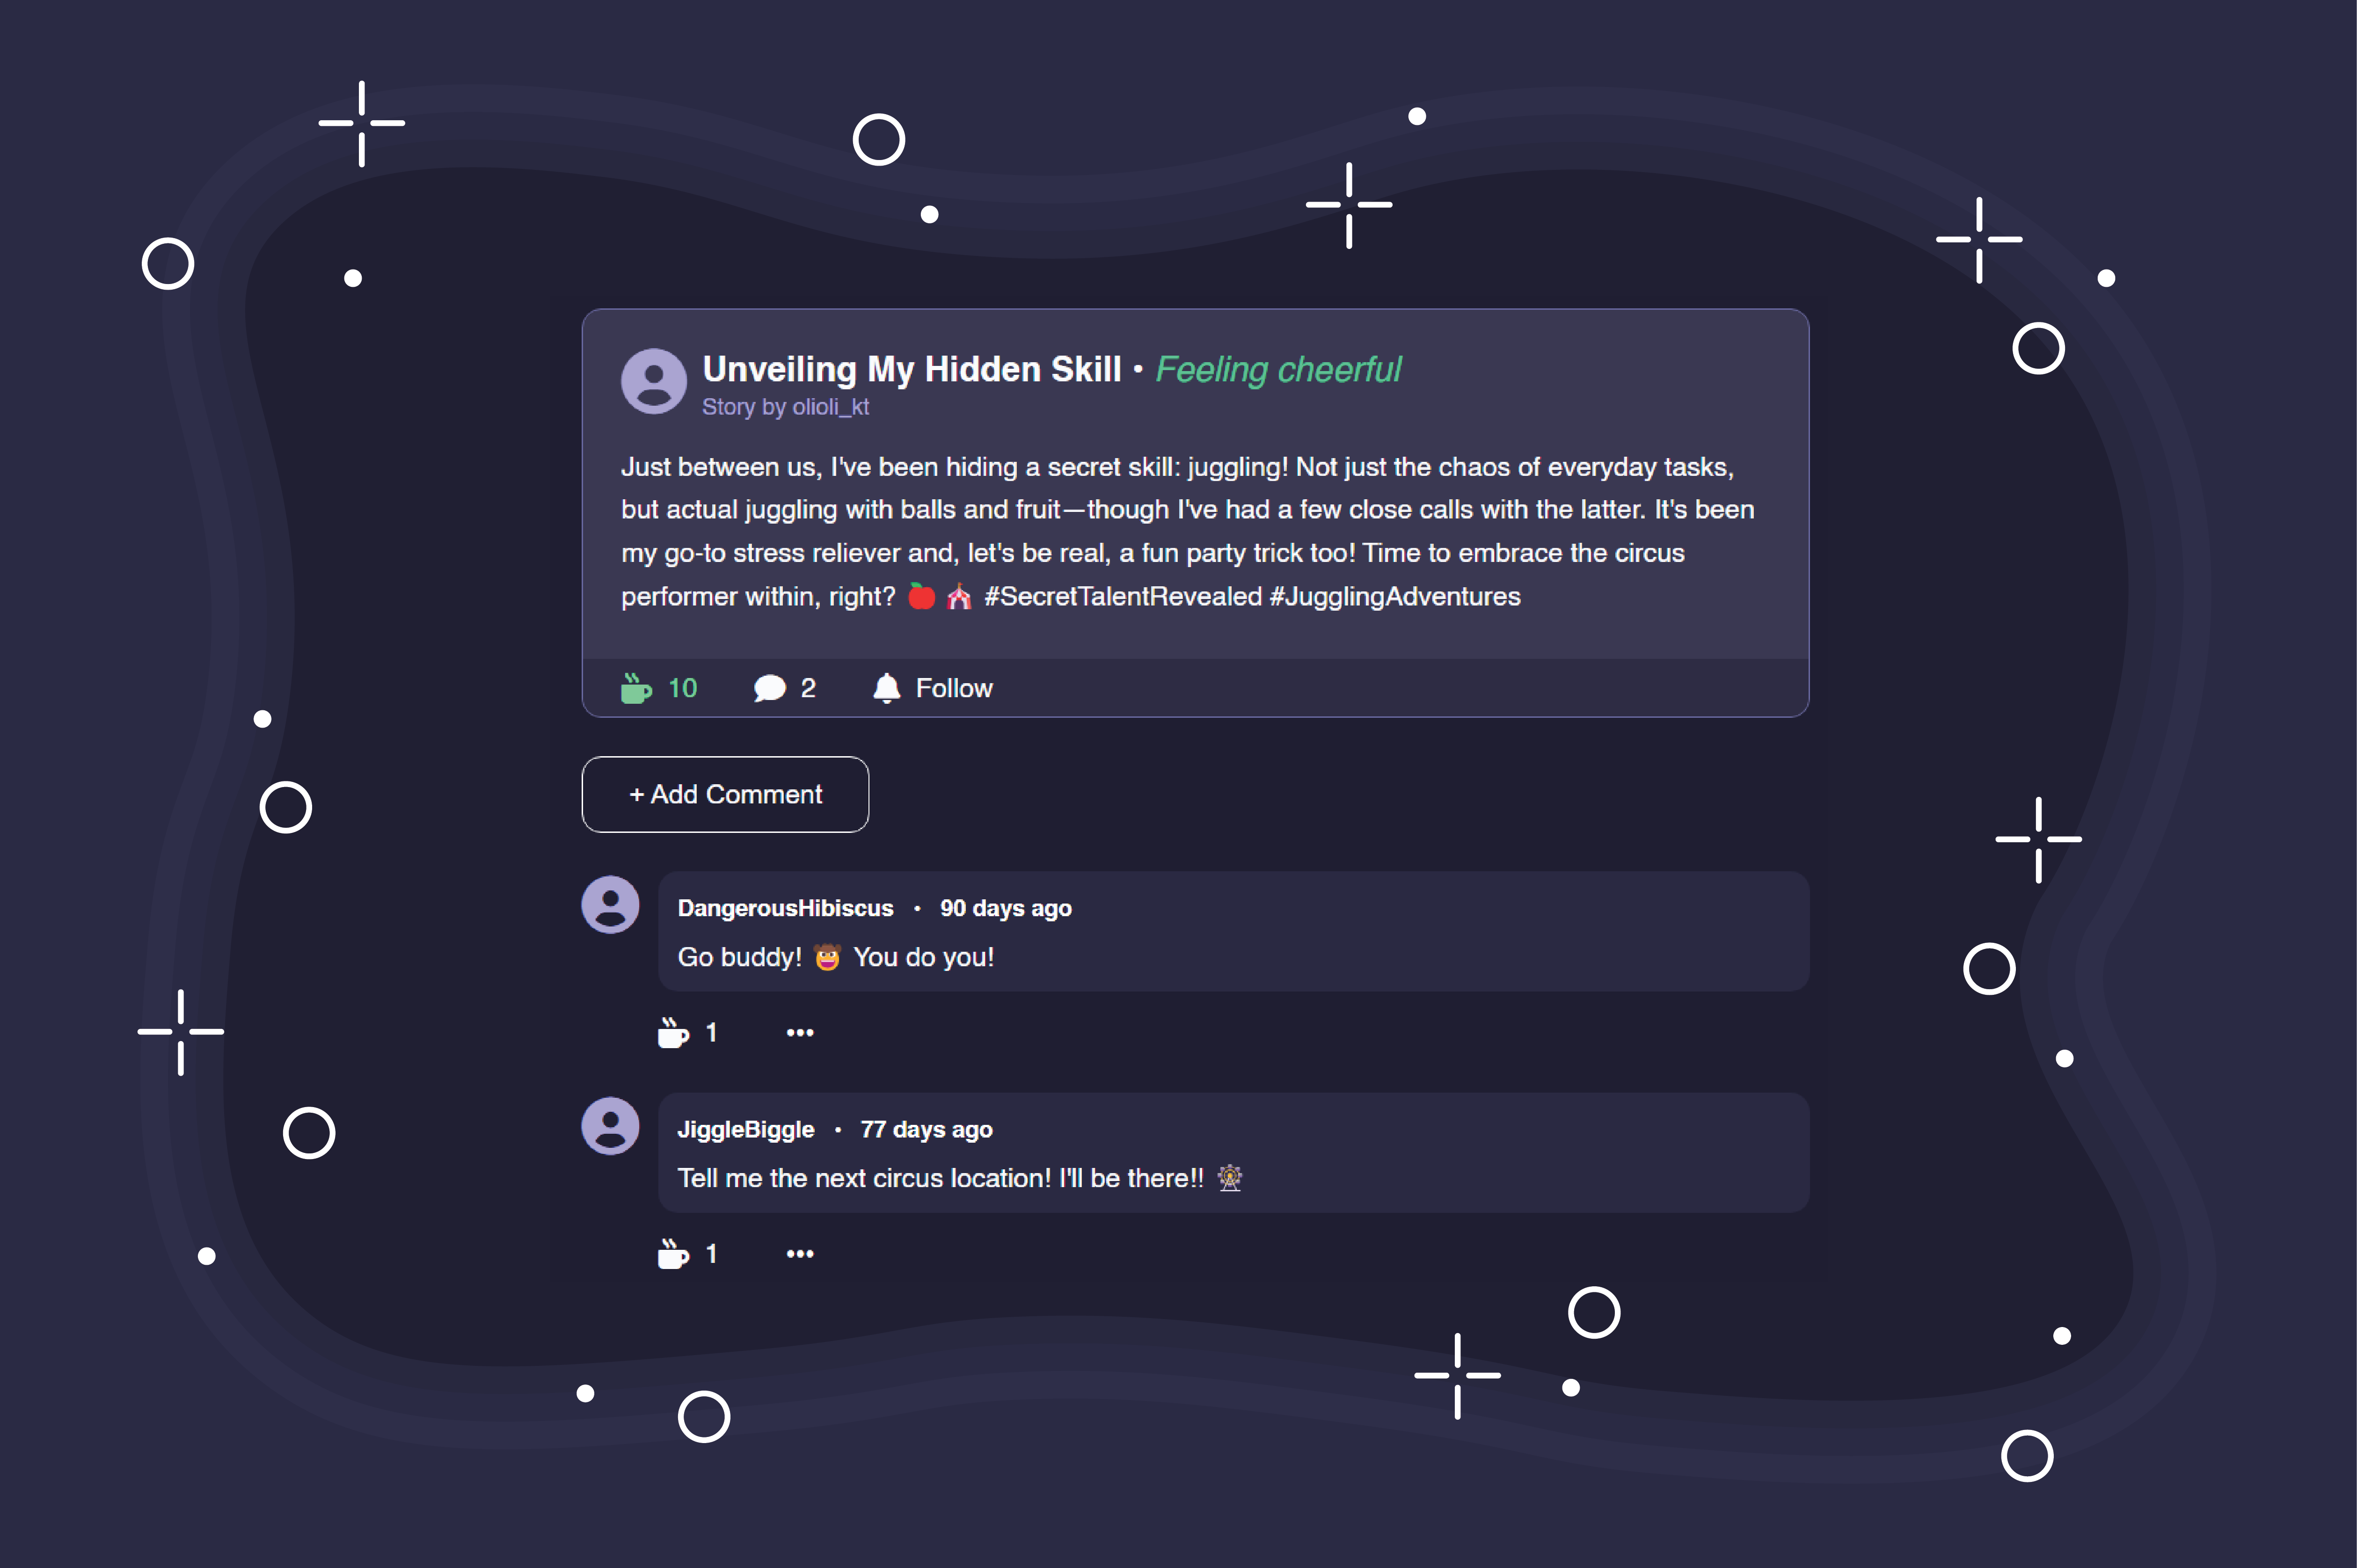 Unveiling My Hidden Skill • Feeling cheerful
Story by olioli_kt
Just between us, I've been hiding a secret skill: juggling! Not just the chaos of everyday tasks,
but actual juggling with balls and fruit—though I've had a few close calls with the latter. It's been
my go-to stress reliever and, let's be real, a fun party trick too! Time to embrace the circus
performer within, right? 🍎 🎪 #SecretTalentRevealed #JugglingAdventures
10 2 Follow
+ Add Comment
DangerousHibiscus • 90 days ago
Go buddy! 🤠 You do you!
1 •••
JiggleBiggle • 77 days ago
Tell me the next circus location! I'll be there!! 🎡
1 •••